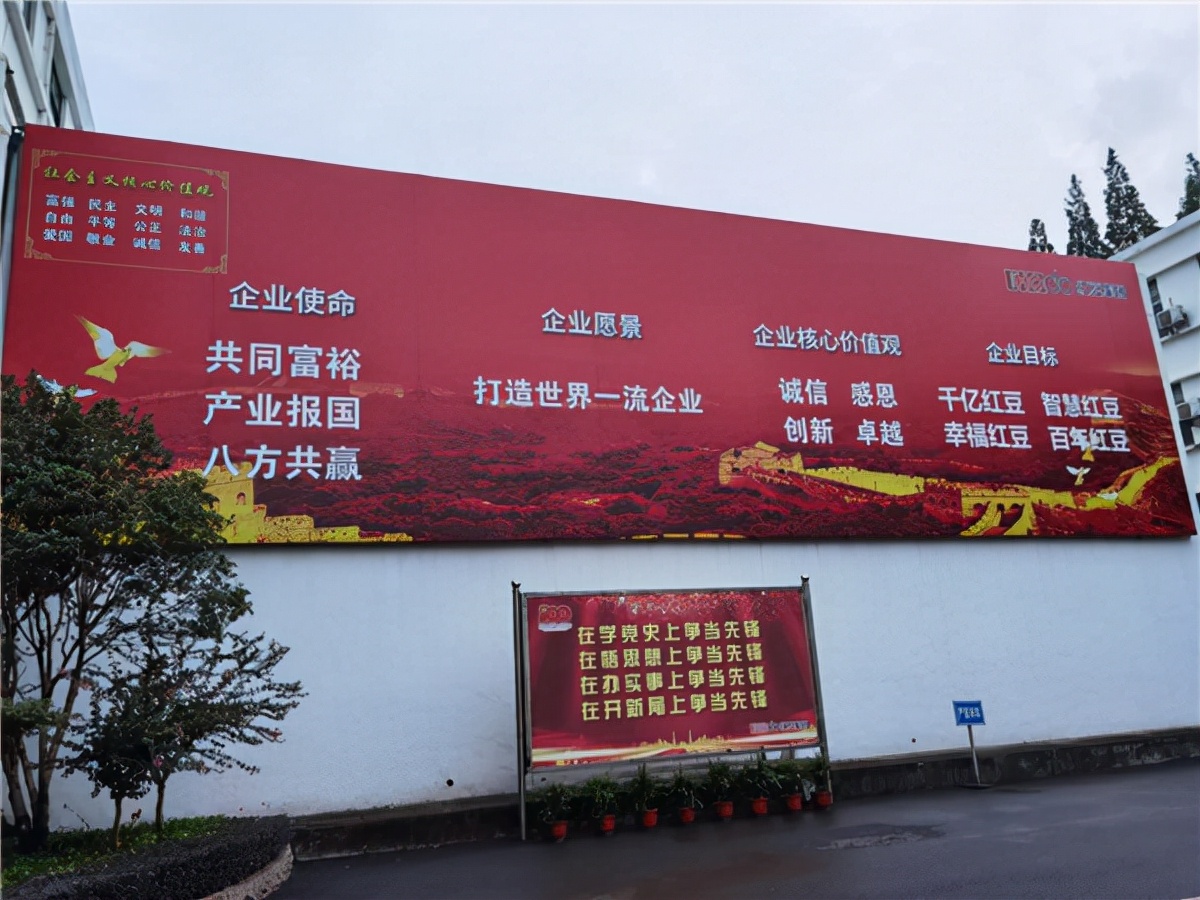 社会主义核心价值观
富强 民主 文明 和谐
自由 平等 公正 法治
爱国 敬业 诚信 友善
企业使命
共同富裕
产业报国
八方共赢
企业愿景
打造世界一流企业
企业核心价值观
诚信 感恩
创新 卓越
企业目标
千亿红豆 智慧红豆
幸福红豆 百年红豆
HOdo
在学党史上争当先锋
在悟思想上争当先锋
在办实事上争当先锋
在开新局上争当先锋